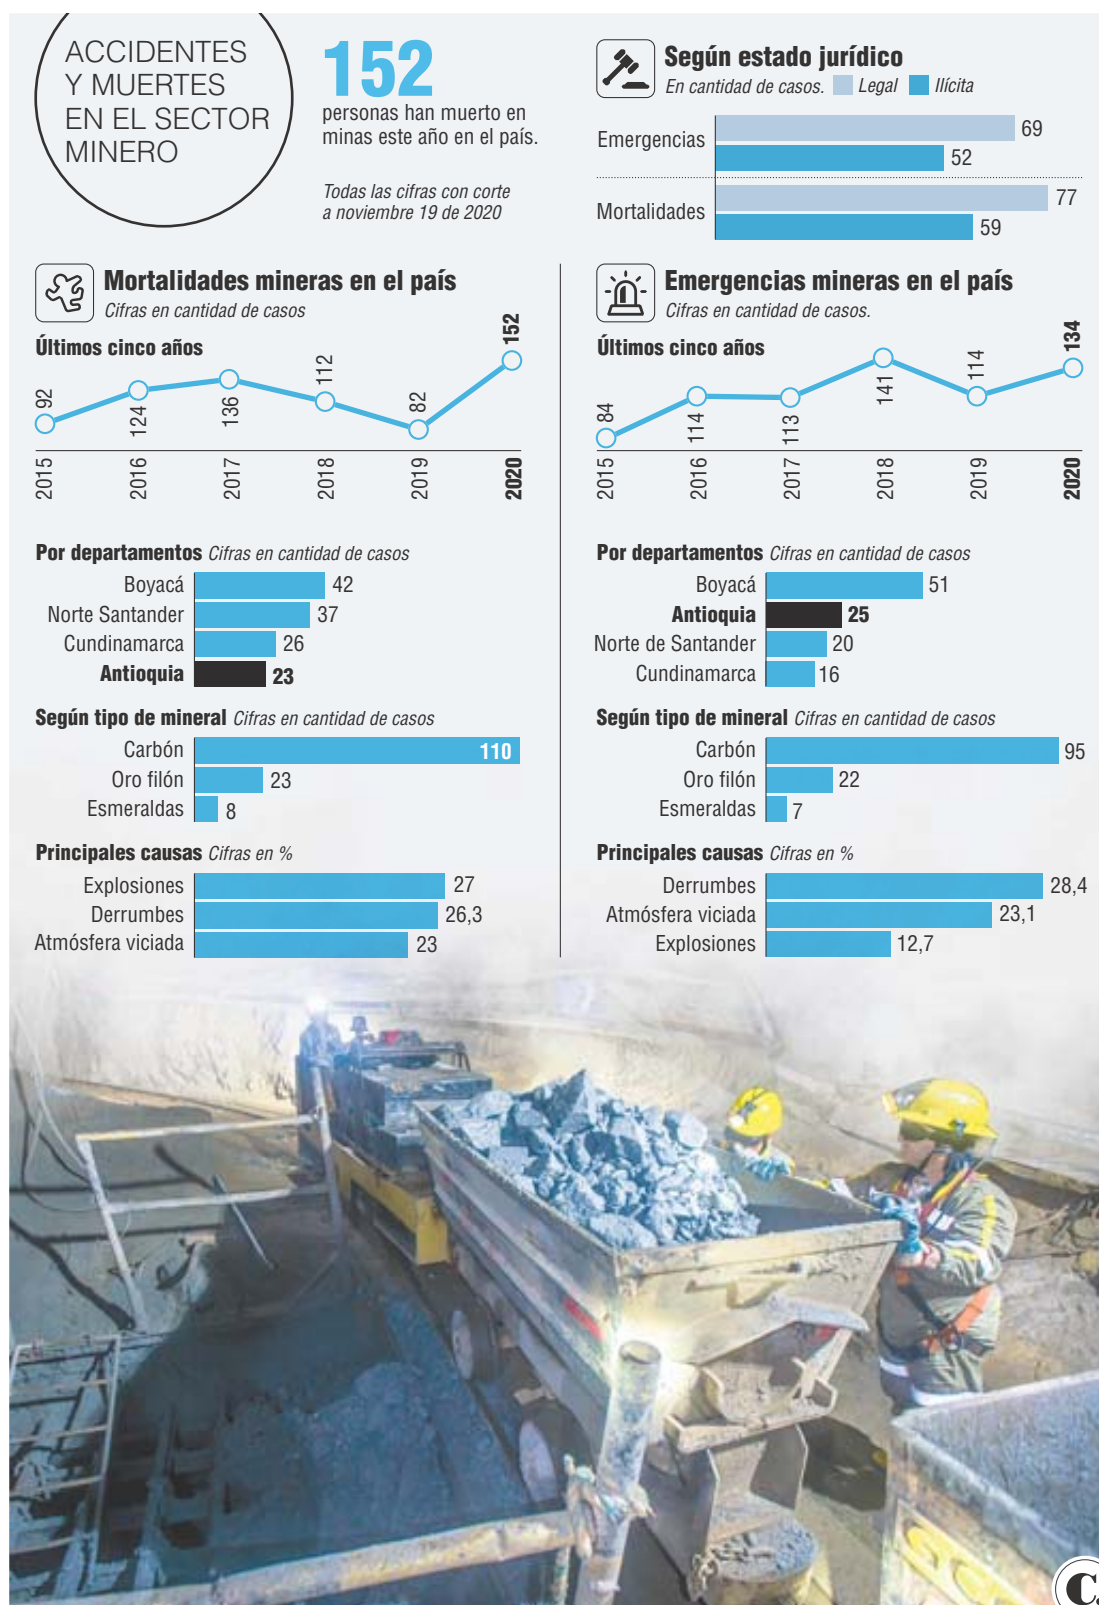 ACCIDENTES
Y MUERTES
EN EL SECTOR
MINERO
152
personas han muerto en
minas este año en el país.
Todas las cifras con corte
a noviembre 19 de 2020
Según estado jurídico
En cantidad de casos. Legal Ilícita
Emergencias 69
52
Mortalidades 77
59
Mortalidades mineras en el país
Cifras en cantidad de casos
Últimos cinco años
92 124 136 112 82 152
2015 2016 2017 2018 2019 2020
Por departamentos Cifras en cantidad de casos
Boyacá 42
Norte Santander 37
Cundinamarca 26
Antioquia 23
Según tipo de mineral Cifras en cantidad de casos
Carbón 110
Oro filón 23
Esmeraldas 8
Principales causas Cifras en %
Explosiones 27
Derrumbes 26,3
Atmósfera viciada 23
Emergencias mineras en el país
Cifras en cantidad de casos.
Últimos cinco años
84 114 113 141 114 134
2015 2016 2017 2018 2019 2020
Por departamentos Cifras en cantidad de casos
Boyacá 51
Antioquia 25
Norte de Santander 20
Cundinamarca 16
Según tipo de mineral Cifras en cantidad de casos
Carbón 95
Oro filón 22
Esmeraldas 7
Principales causas Cifras en %
Derrumbes 28,4
Atmósfera viciada 23,1
Explosiones 12,7
C.